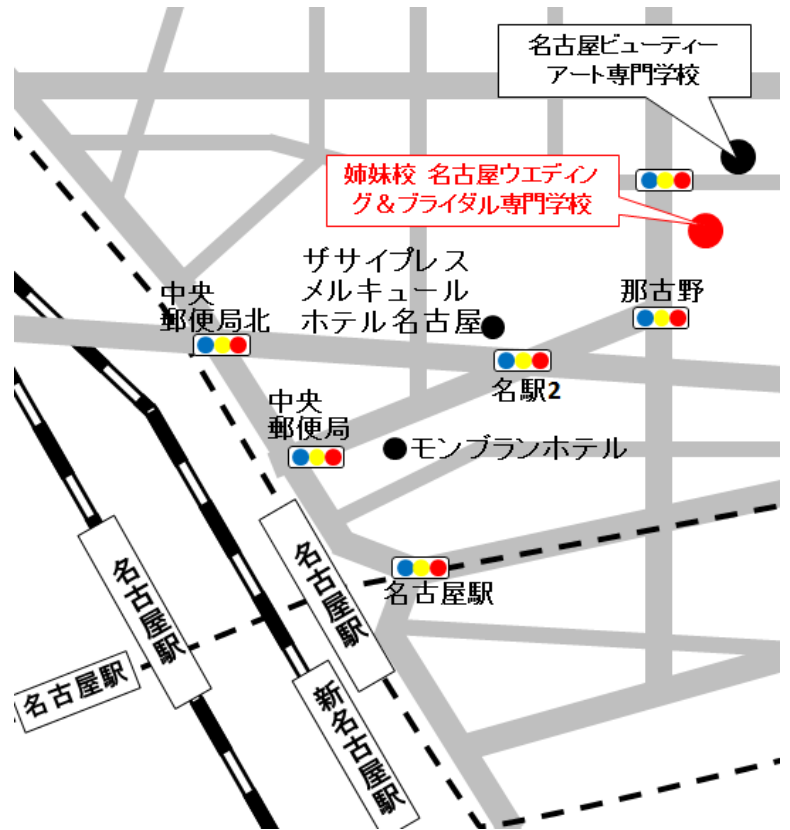 名古屋ビューティー
アート専門学校
姉妹校 名古屋ウエディン
グ＆ブライダル専門学校
ザサイプレス
メルキュール
ホテル名古屋
那古野
中央
郵便局北
名駅2
中央
郵便局
モンブランホテル
名古屋駅
名古屋駅
名古屋駅
名古屋駅
新名古屋駅